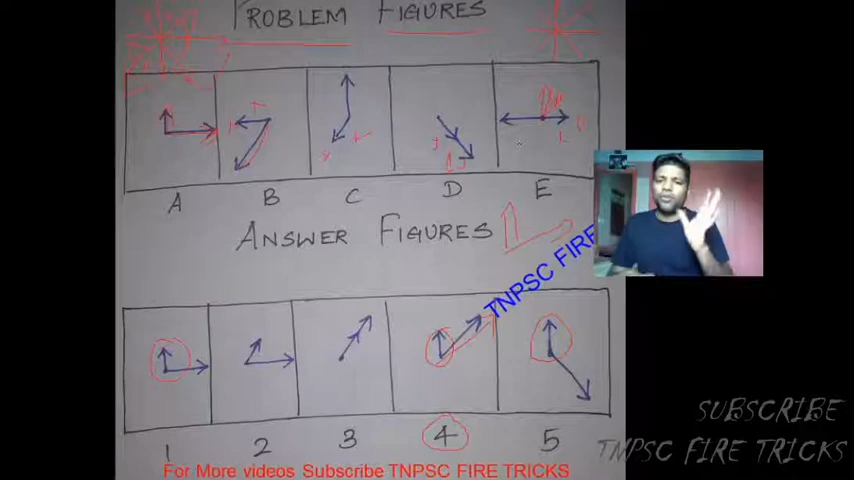 PROBLEM FIGURES
A B C D E
ANSWER FIGURES
TNPSC FIRE
1 2 3 4 5
SUBSCRIBE
TNPSC FIRE TRICKS
For More videos Subscribe TNPSC FIRE TRICKS